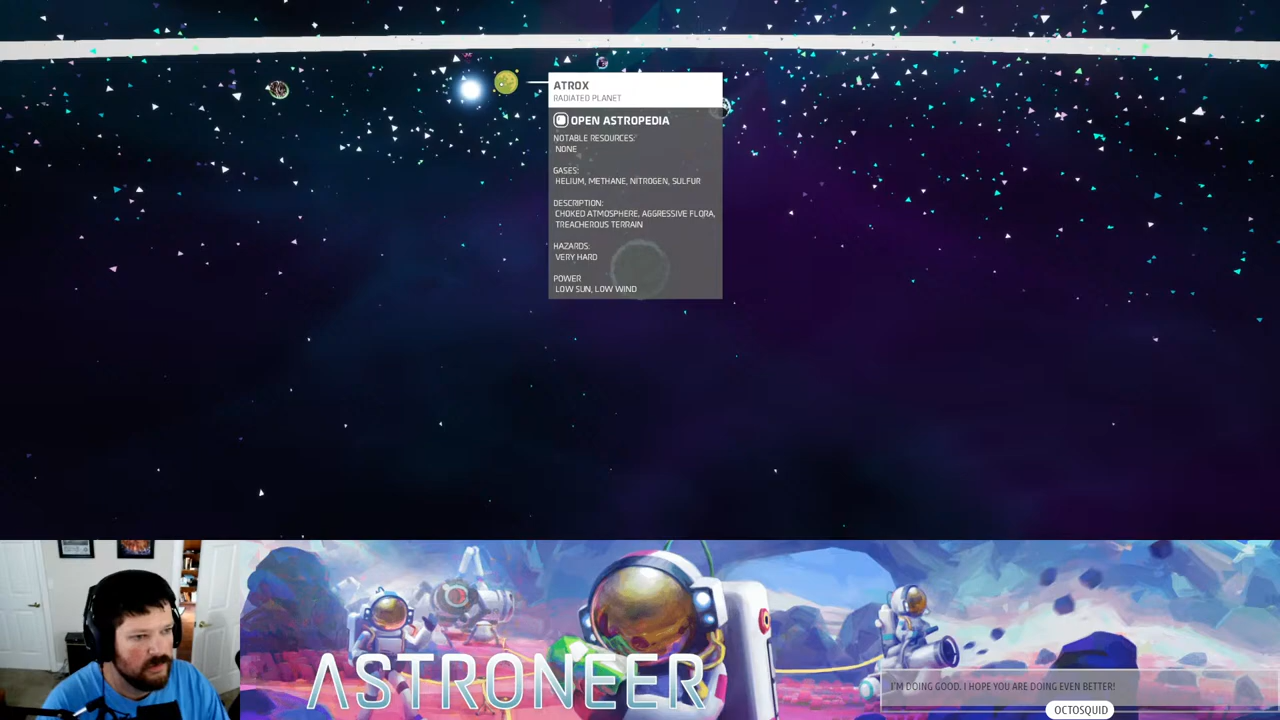 ATROX
RADIATED PLANET
OPEN ASTROPEDIA
NOTABLE RESOURCES:
NONE
GASES:
HELIUM, METHANE, NITROGEN, SULFUR
DESCRIPTION:
CHOKED ATMOSPHERE, AGGRESSIVE FLORA,
TREACHEROUS TERRAIN
HAZARDS:
VERY HARD
POWER
LOW SUN, LOW WIND
ASTRONEER
I'M DOING GOOD. I HOPE YOU ARE DOING EVEN BETTER!
OCTOSQUID